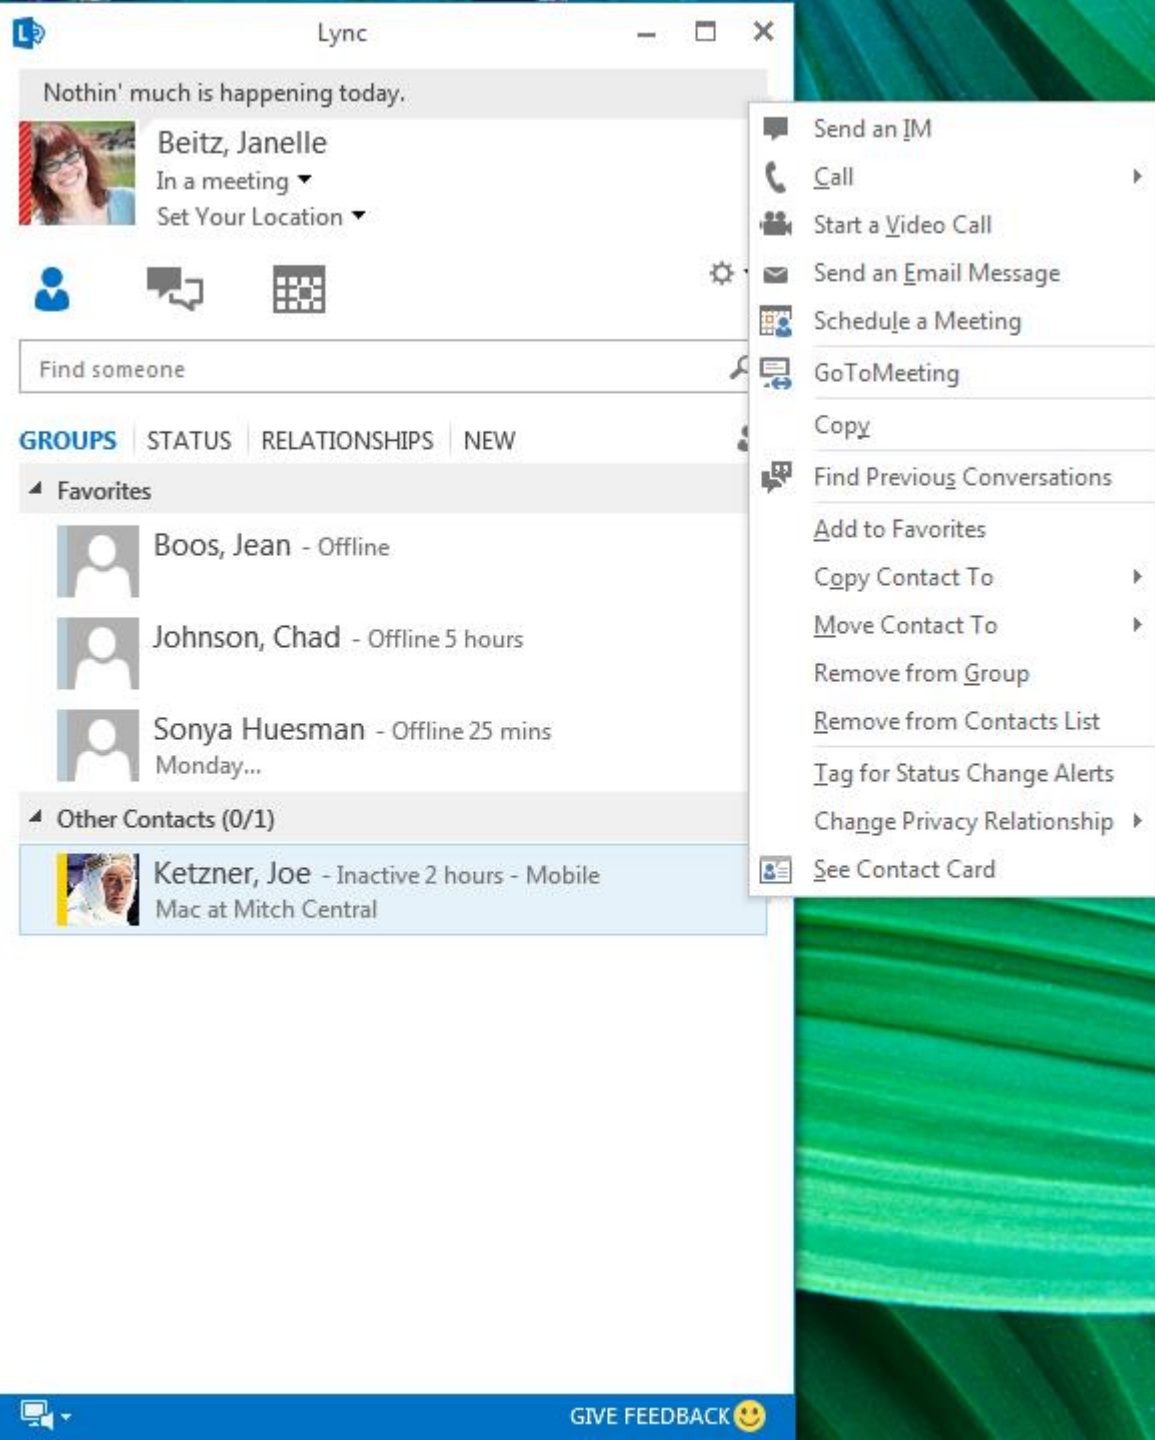 Lync
Nothin' much is happening today.
Beitz, Janelle
In a meeting
Set Your Location
Find someone
GROUPS STATUS RELATIONSHIPS NEW
Favorites
Boos, Jean - Offline
Johnson, Chad - Offline 5 hours
Sonya Huesman - Offline 25 mins
Monday...
Other Contacts (0/1)
Ketzner, Joe - Inactive 2 hours - Mobile
Mac at Mitch Central
GIVE FEEDBACK
Send an IM
Call
Start a Video Call
Send an Email Message
Schedule a Meeting
GoToMeeting
Copy
Find Previous Conversations
Add to Favorites
Copy Contact To
Move Contact To
Remove from Group
Remove from Contacts List
Tag for Status Change Alerts
Change Privacy Relationship
See Contact Card